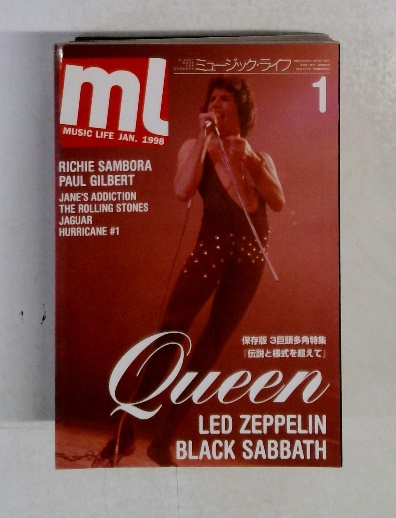 ml
MUSIC LIFE JAN. 1998
ミュージック・ライフ
1
RICHIE SAMBORA
PAUL GILBERT
JANE'S ADDICTION
THE ROLLING STONES
JAGUAR
HURRICANE #1
保存版 3巨頭多角特集
『伝説と様式を超えて』
Queen
LED ZEPPELIN
BLACK SABBATH